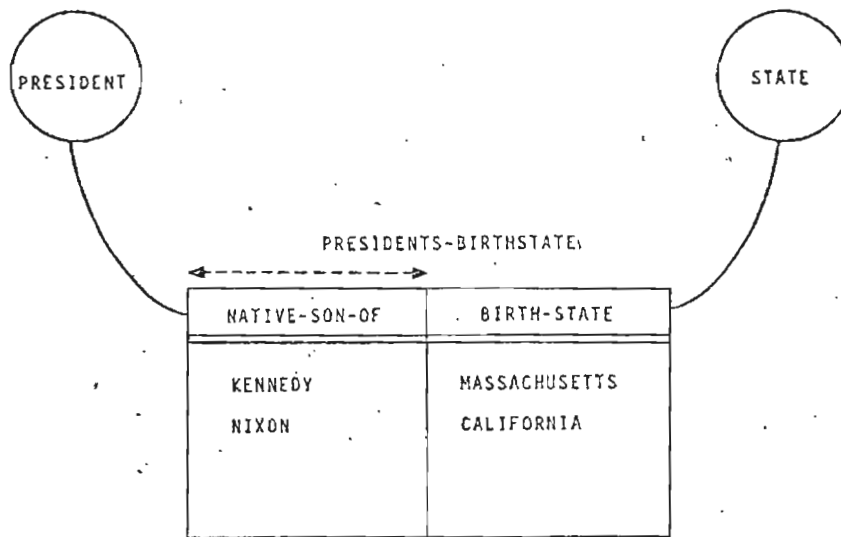 PRESIDENT
STATE
PRESIDENTS-BIRTHSTATE
NATIVE-SON-OF BIRTH-STATE
KENNEDY MASSACHUSETTS
NIXON CALIFORNIA